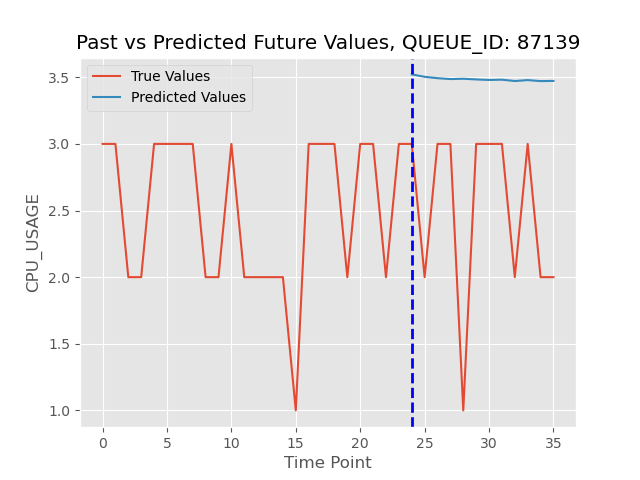 Past vs Predicted Future Values, QUEUE_ID: 87139
True Values
Predicted Values
CPU_USAGE
3.5
3.0
2.5
2.0
1.5
1.0
0 5 10 15 20 25 30 35
Time Point